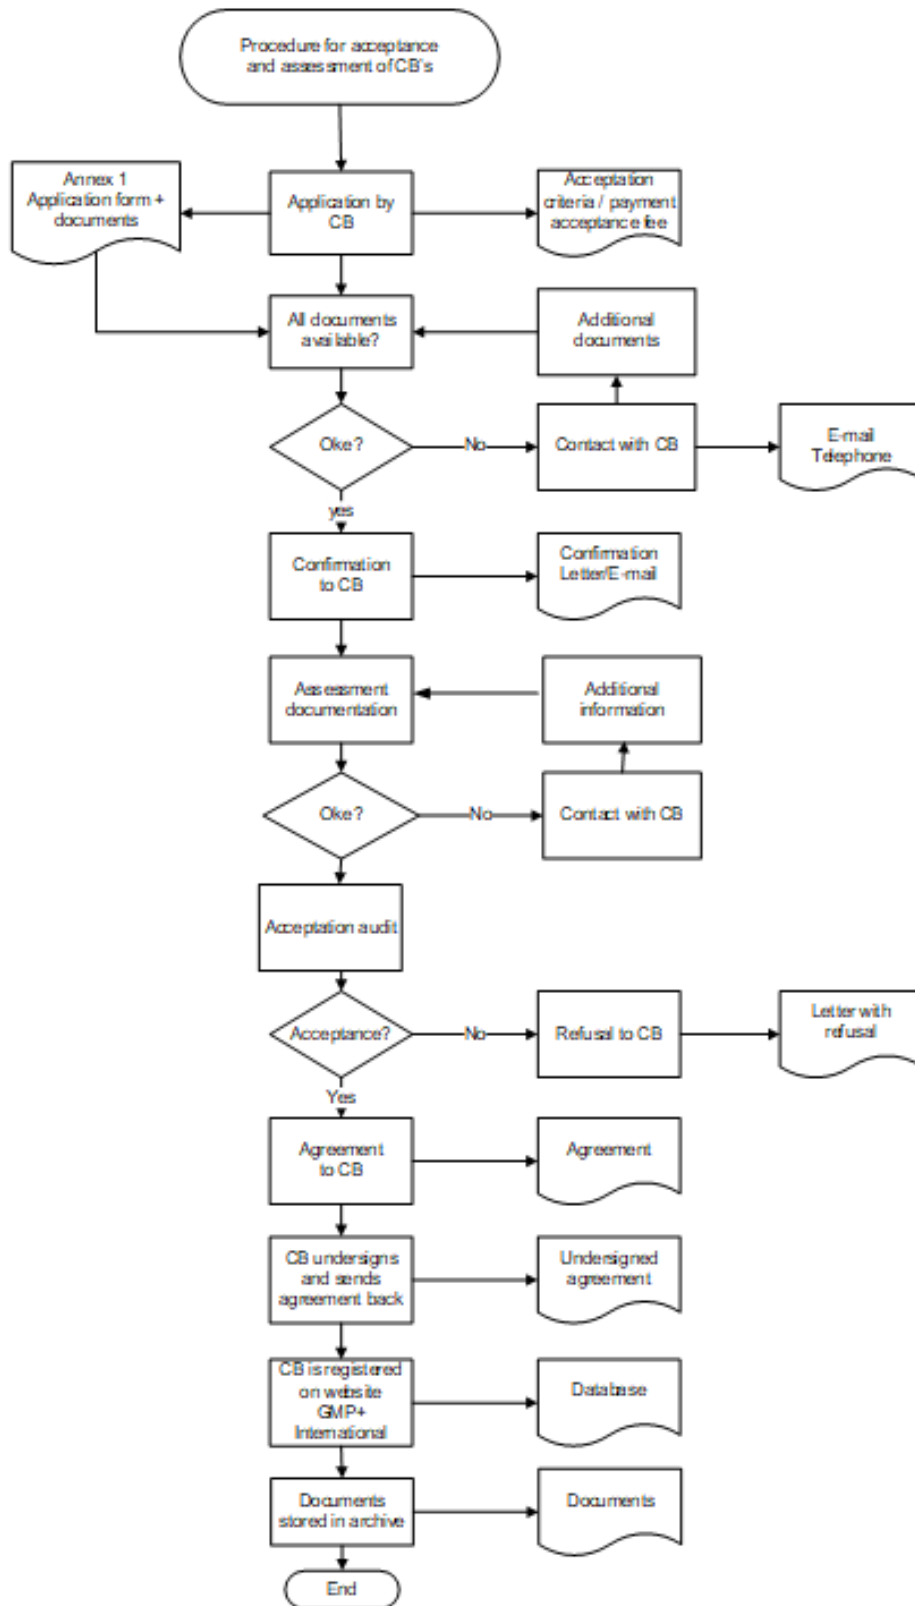 Procedure for acceptance
and assessment of CB's
Annex 1
Application form +
documents
Application by
CB
Acceptation
criteria / payment
acceptance fee
All documents
available?
Additional
documents
Oke?
No
Contact with CB
E-mail
Telephone
yes
Confirmation
to CB
Confirmation
Letter/E-mail
Assessment
documentation
Additional
information
Oke?
No
Contact with CB
Acceptation audit
Acceptance?
No
Refusal to CB
Letter with
refusal
Yes
Agreement
to CB
Agreement
CB undersigns
and sends
agreement back
Undersigned
agreement
CB is registered
on website
GMP+
International
Database
Documents
stored in archive
Documents
End